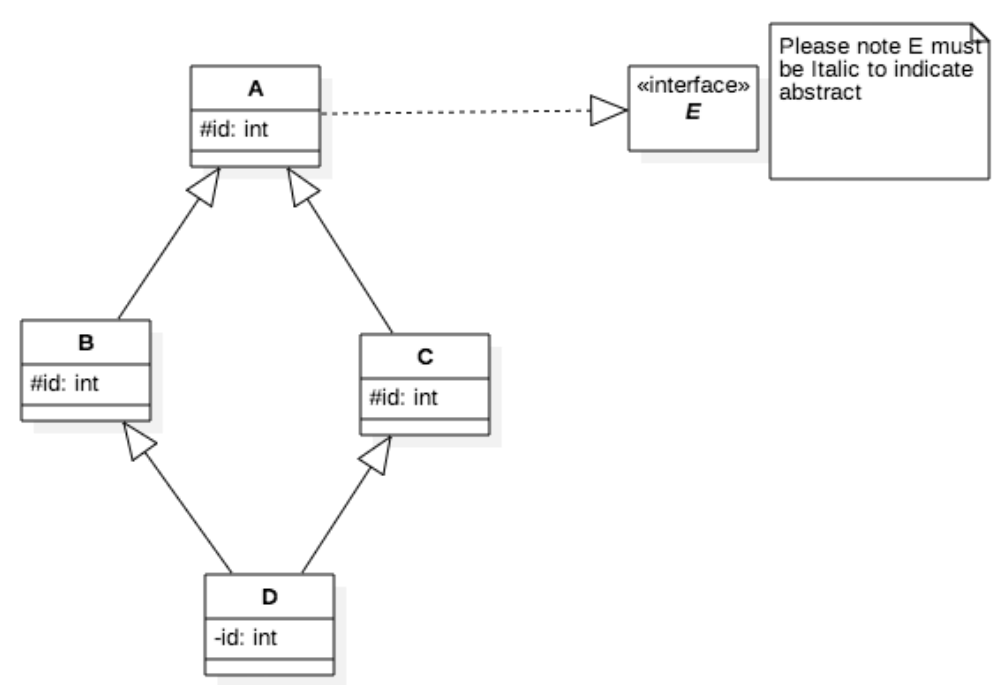 A
#id: int
«interface»
E
Please note E must
be Italic to indicate
abstract
B
#id: int
C
#id: int
D
-id: int